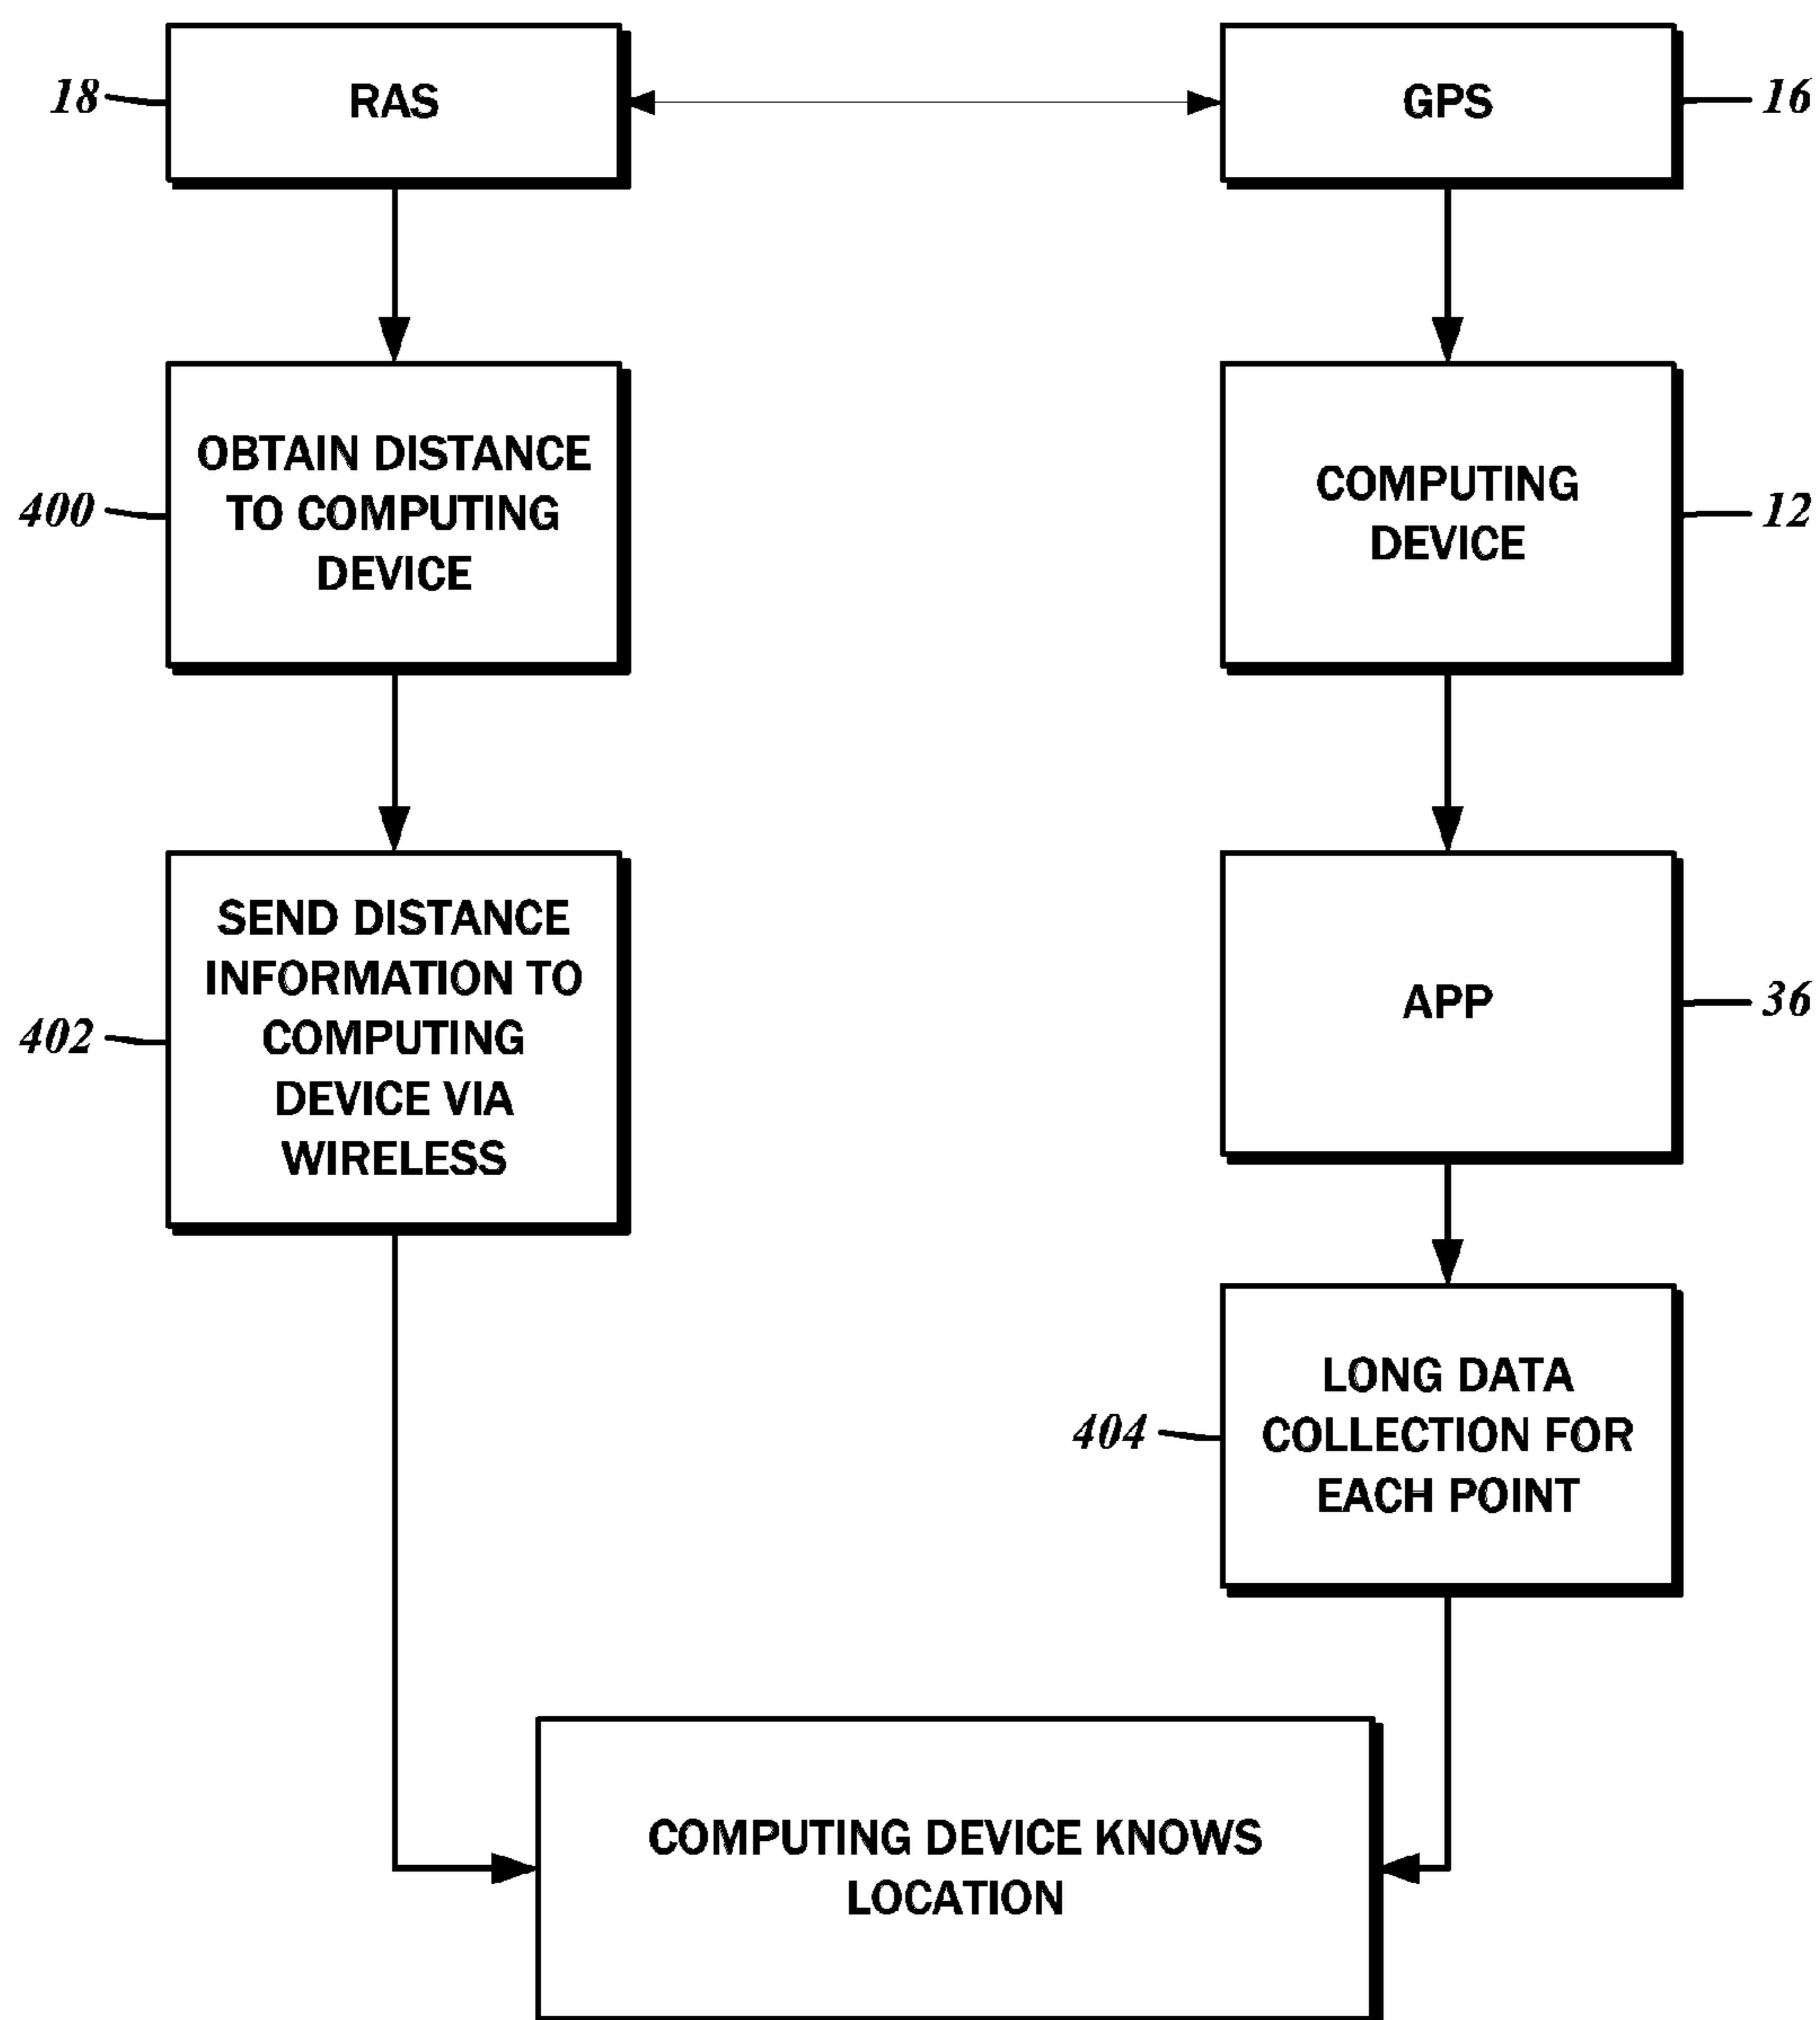 18
RAS
GPS
16
400
OBTAIN DISTANCE
TO COMPUTING
DEVICE
COMPUTING
DEVICE
12
402
SEND DISTANCE
INFORMATION TO
COMPUTING
DEVICE VIA
WIRELESS
APP
36
404
LONG DATA
COLLECTION FOR
EACH POINT
COMPUTING DEVICE KNOWS
LOCATION